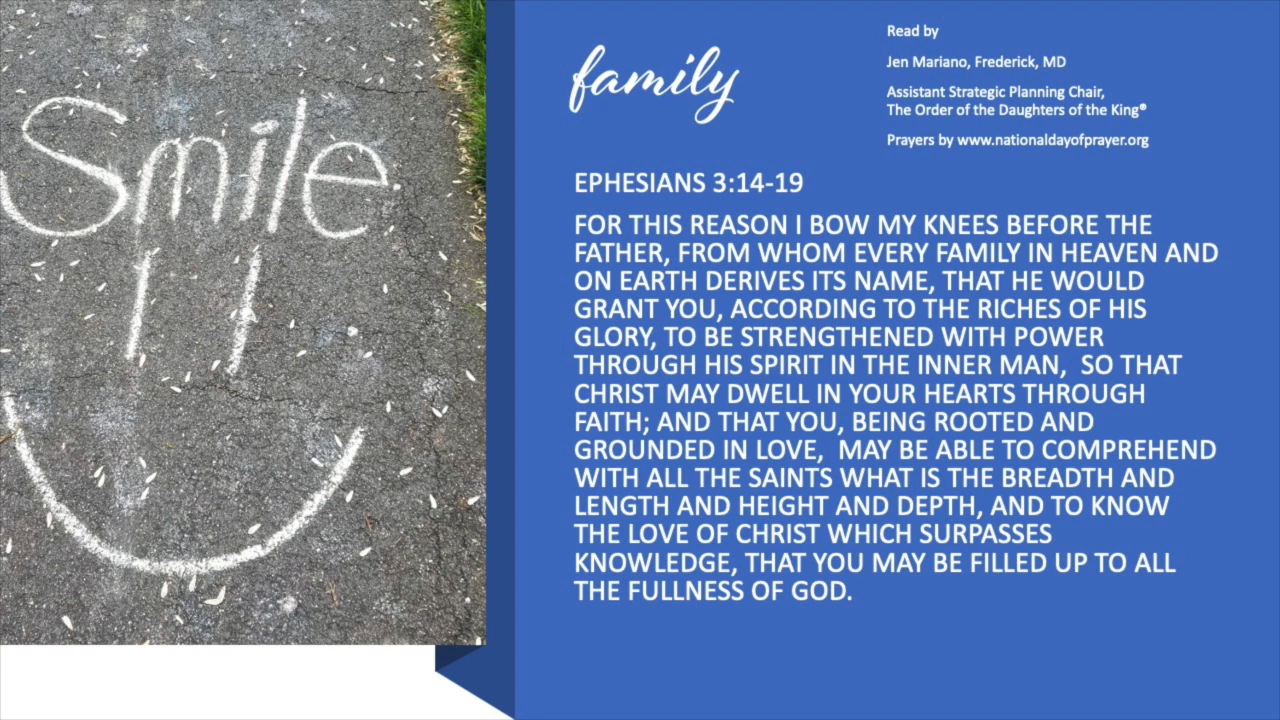 Smile
family
Read by
Jen Mariano, Frederick, MD
Assistant Strategic Planning Chair,
The Order of the Daughters of the King®
Prayers by www.nationaldayofprayer.org
EPHESIANS 3:14-19
FOR THIS REASON I BOW MY KNEES BEFORE THE
FATHER, FROM WHOM EVERY FAMILY IN HEAVEN AND
ON EARTH DERIVES ITS NAME, THAT HE WOULD
GRANT YOU, ACCORDING TO THE RICHES OF HIS
GLORY, TO BE STRENGTHENED WITH POWER
THROUGH HIS SPIRIT IN THE INNER MAN,  SO THAT
CHRIST MAY DWELL IN YOUR HEARTS THROUGH
FAITH; AND THAT YOU, BEING ROOTED AND
GROUNDED IN LOVE,  MAY BE ABLE TO COMPREHEND
WITH ALL THE SAINTS WHAT IS THE BREADTH AND
LENGTH AND HEIGHT AND DEPTH, AND TO KNOW
THE LOVE OF CHRIST WHICH SURPASSES
KNOWLEDGE, THAT YOU MAY BE FILLED UP TO ALL
THE FULLNESS OF GOD.